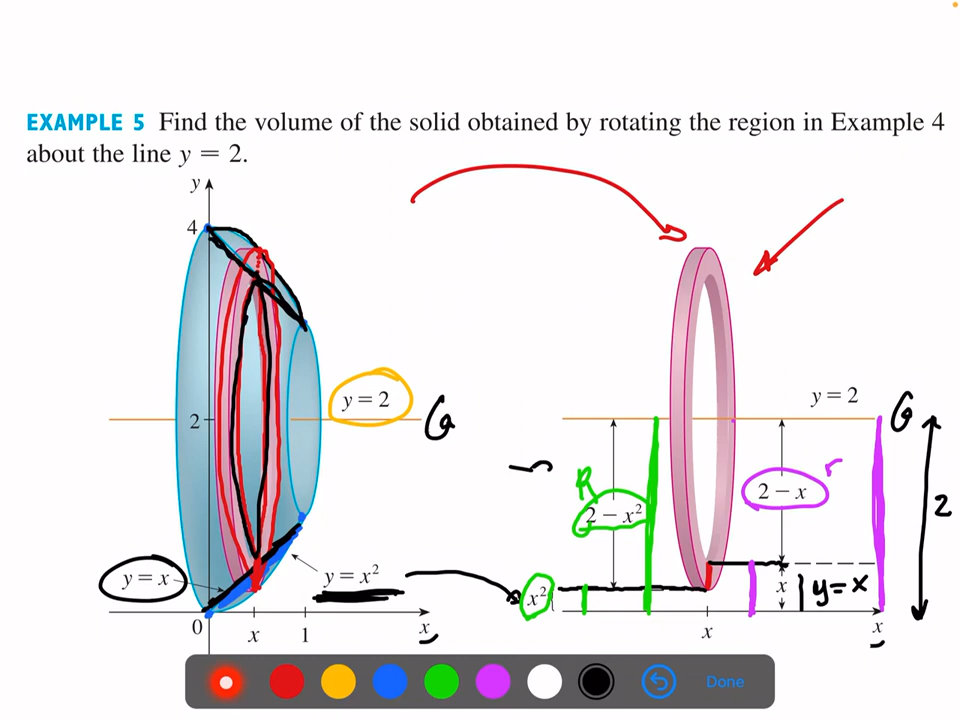 EXAMPLE 5 Find the volume of the solid obtained by rotating the region in Example 4
about the line y = 2.
y
4
y = 2
y = 2
2
R
r
2 − x
2 − x²
2
y = x
y = x²
x²
x
y = x
0
x
1
x
x
x
Done